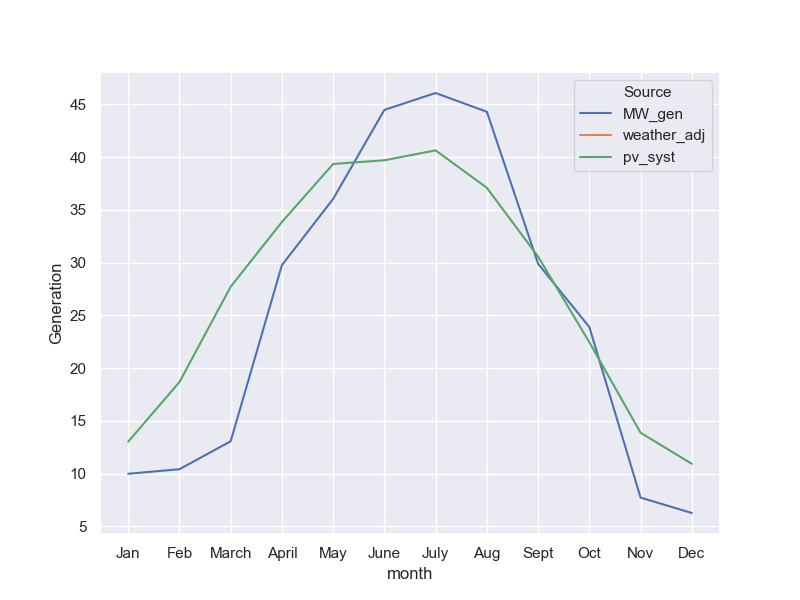 Source
MW_gen
weather_adj
pv_syst
45
40
35
30
25
20
15
10
5
Generation
Jan Feb March April May June July Aug Sept Oct Nov Dec
month